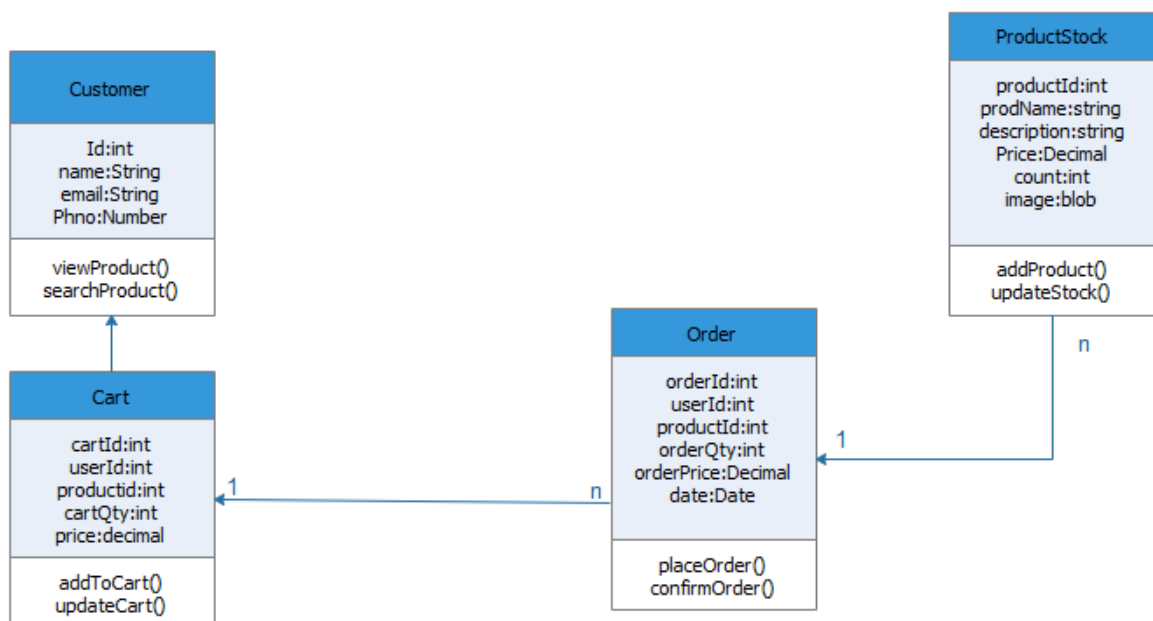 Customer
Id:int
name:String
email:String
Phno:Number
viewProduct()
searchProduct()
Cart
cartId:int
userId:int
productid:int
cartQty:int
price:decimal
addToCart()
updateCart()
1
n
Order
orderId:int
userId:int
productId:int
orderQty:int
orderPrice:Decimal
date:Date
placeOrder()
confirmOrder()
1
n
ProductStock
productId:int
prodName:string
description:string
Price:Decimal
count:int
image:blob
addProduct()
updateStock()